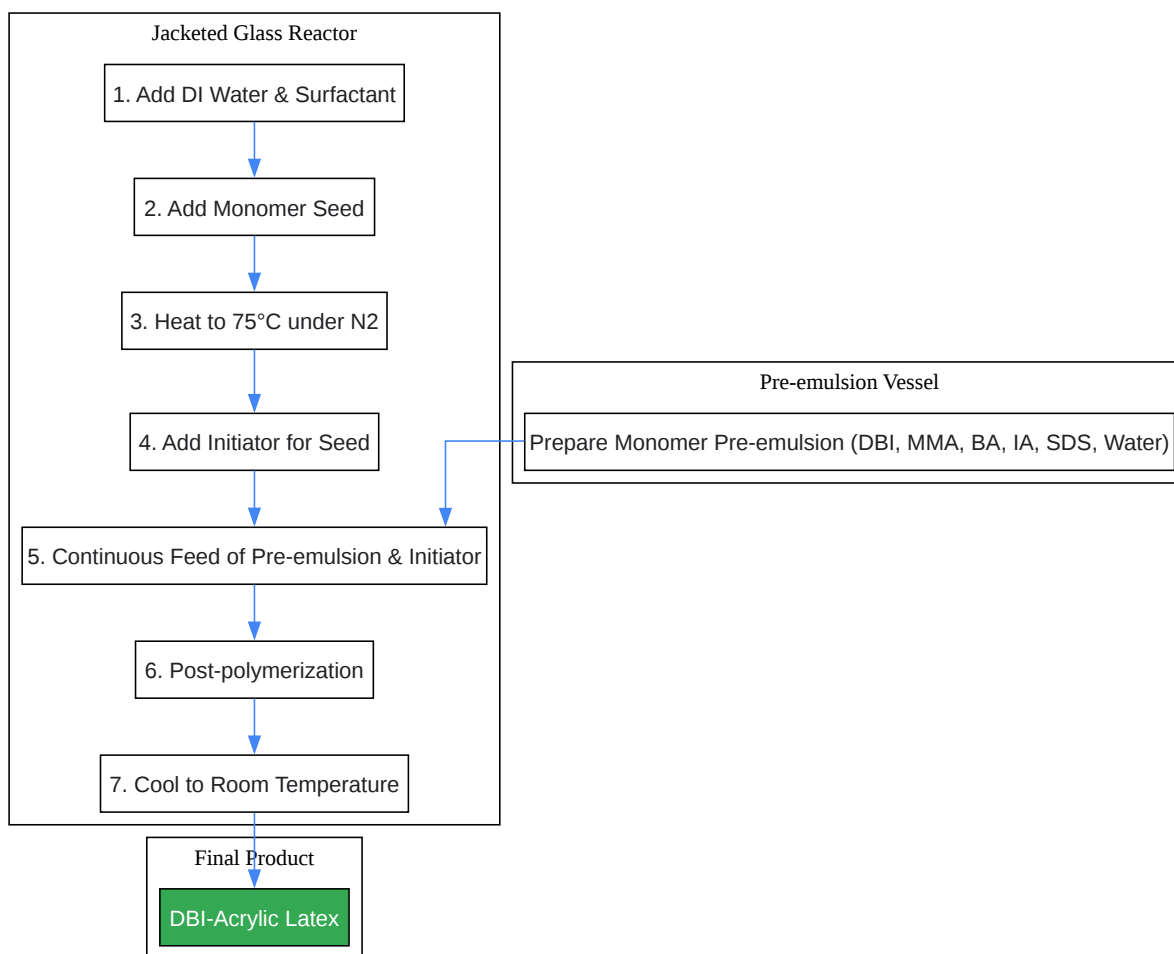 Jacketed Glass Reactor
1. Add DI Water & Surfactant
2. Add Monomer Seed
3. Heat to 75°C under N2
4. Add Initiator for Seed
Pre-emulsion Vessel
Prepare Monomer Pre-emulsion (DBI, MMA, BA, IA, SDS, Water)
5. Continuous Feed of Pre-emulsion & Initiator
6. Post-polymerization
7. Cool to Room Temperature
Final Product
DBI-Acrylic Latex